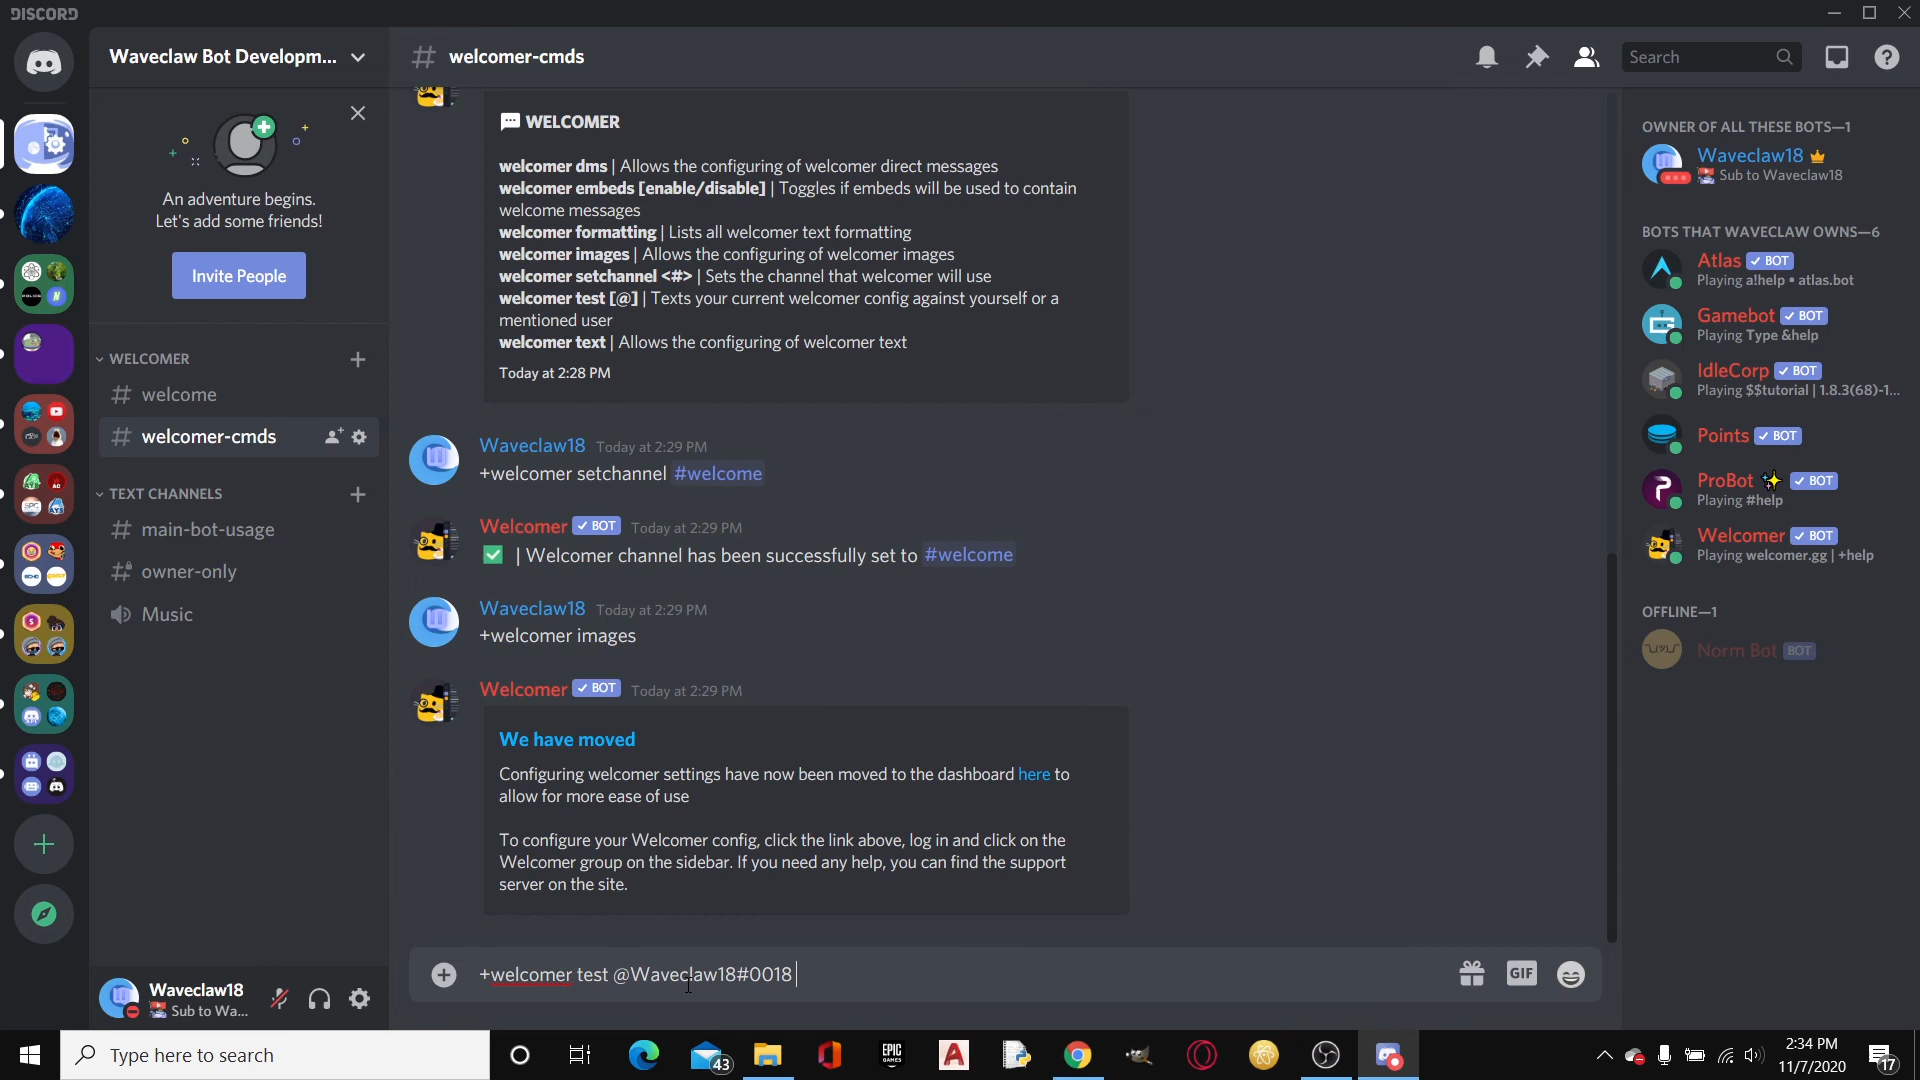 DISCORD
Waveclaw Bot Developm...
welcomer-cmds
Search
An adventure begins.
Let's add some friends!
Invite People
WELCOMER
welcome
welcomer-cmds
TEXT CHANNELS
main-bot-usage
owner-only
Music
Waveclaw18
Sub to Wa...
WELCOMER
welcomer dms | Allows the configuring of welcomer direct messages
welcomer embeds [enable/disable] | Toggles if embeds will be used to contain
welcome messages
welcomer formatting | Lists all welcomer text formatting
welcomer images | Allows the configuring of welcomer images
welcomer setchannel <#> | Sets the channel that welcomer will use
welcomer test [@] | Texts your current welcomer config against yourself or a
mentioned user
welcomer text | Allows the configuring of welcomer text
Today at 2:28 PM
Waveclaw18 Today at 2:29 PM
+welcomer setchannel #welcome
Welcomer ✓ BOT Today at 2:29 PM
✅ | Welcomer channel has been successfully set to #welcome
Waveclaw18 Today at 2:29 PM
+welcomer images
Welcomer ✓ BOT Today at 2:29 PM
We have moved
Configuring welcomer settings have now been moved to the dashboard here to
allow for more ease of use
To configure your Welcomer config, click the link above, log in and click on the
Welcomer group on the sidebar. If you need any help, you can find the support
server on the site.
+welcomer test @Waveclaw18#0018
GIF
OWNER OF ALL THESE BOTS—1
Waveclaw18
Sub to Waveclaw18
BOTS THAT WAVECLAW OWNS—6
Atlas ✓ BOT
Playing a!help • atlas.bot
Gamebot ✓ BOT
Playing Type &help
IdleCorp ✓ BOT
Playing $$tutorial | 1.8.3(68)-1...
Points ✓ BOT
ProBot ✨ ✓ BOT
Playing #help
Welcomer ✓ BOT
Playing welcomer.gg | +help
OFFLINE—1
Norm Bot BOT
Type here to search
43
EPIC
GAMES
2:34 PM
11/7/2020
17